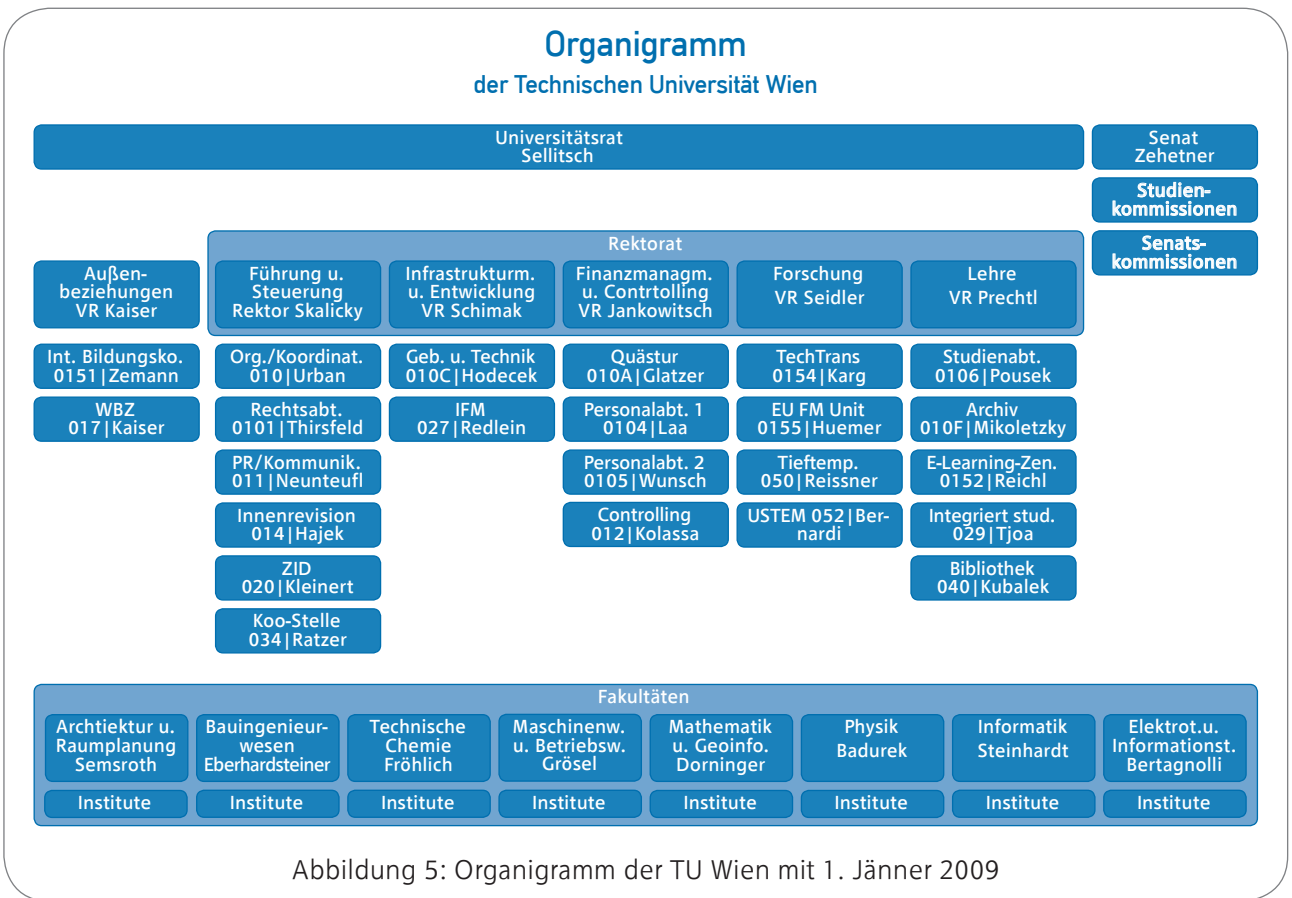 Organigramm
der Technischen Universität Wien
Universitätsrat
Sellitsch
Senat
Zehetner
Studien-
kommissionen
Senats-
kommissionen
Rektorat
Außen-
beziehungen
VR Kaiser
Führung u.
Steuerung
Rektor Skalicky
Infrastrukturm.
u. Entwicklung
VR Schimak
Finanzmanagm.
u. Contrtolling
VR Jankowitsch
Forschung
VR Seidler
Lehre
VR Prechtl
Int. Bildungsko.
0151|Zemann
WBZ
017|Kaiser
Org./Koordinat.
010|Urban
Rechtsabt.
0101|Thirsfeld
PR/Kommunik.
011|Neunteufl
Innenrevision
014|Hajek
ZID
020|Kleinert
Koo-Stelle
034|Ratzer
Geb. u. Technik
010C|Hodecek
IFM
027|Redlein
Quästur
010A|Glatzer
Personalabt. 1
0104|Laa
Personalabt. 2
0105|Wunsch
Controlling
012|Kolassa
TechTrans
0154|Karg
EU FM Unit
0155|Huemer
Tieftemp.
050|Reissner
USTEM 052|Ber-
nardi
Studienabt.
0106|Pousek
Archiv
010F|Mikoletzky
E-Learning-Zen.
0152|Reichl
Integriert stud.
029|Tjoa
Bibliothek
040|Kubalek
Fakultäten
Archtiektur u.
Raumplanung
Semsroth
Bauingenieur-
wesen
Eberhardsteiner
Technische
Chemie
Fröhlich
Maschinenw.
u. Betriebsw.
Grösel
Mathematik
u. Geoinfo.
Dorninger
Physik
Badurek
Informatik
Steinhardt
Elektrot.u.
Informationst.
Bertagnolli
Institute
Institute
Institute
Institute
Institute
Institute
Institute
Institute
Abbildung 5: Organigramm der TU Wien mit 1. Jänner 2009